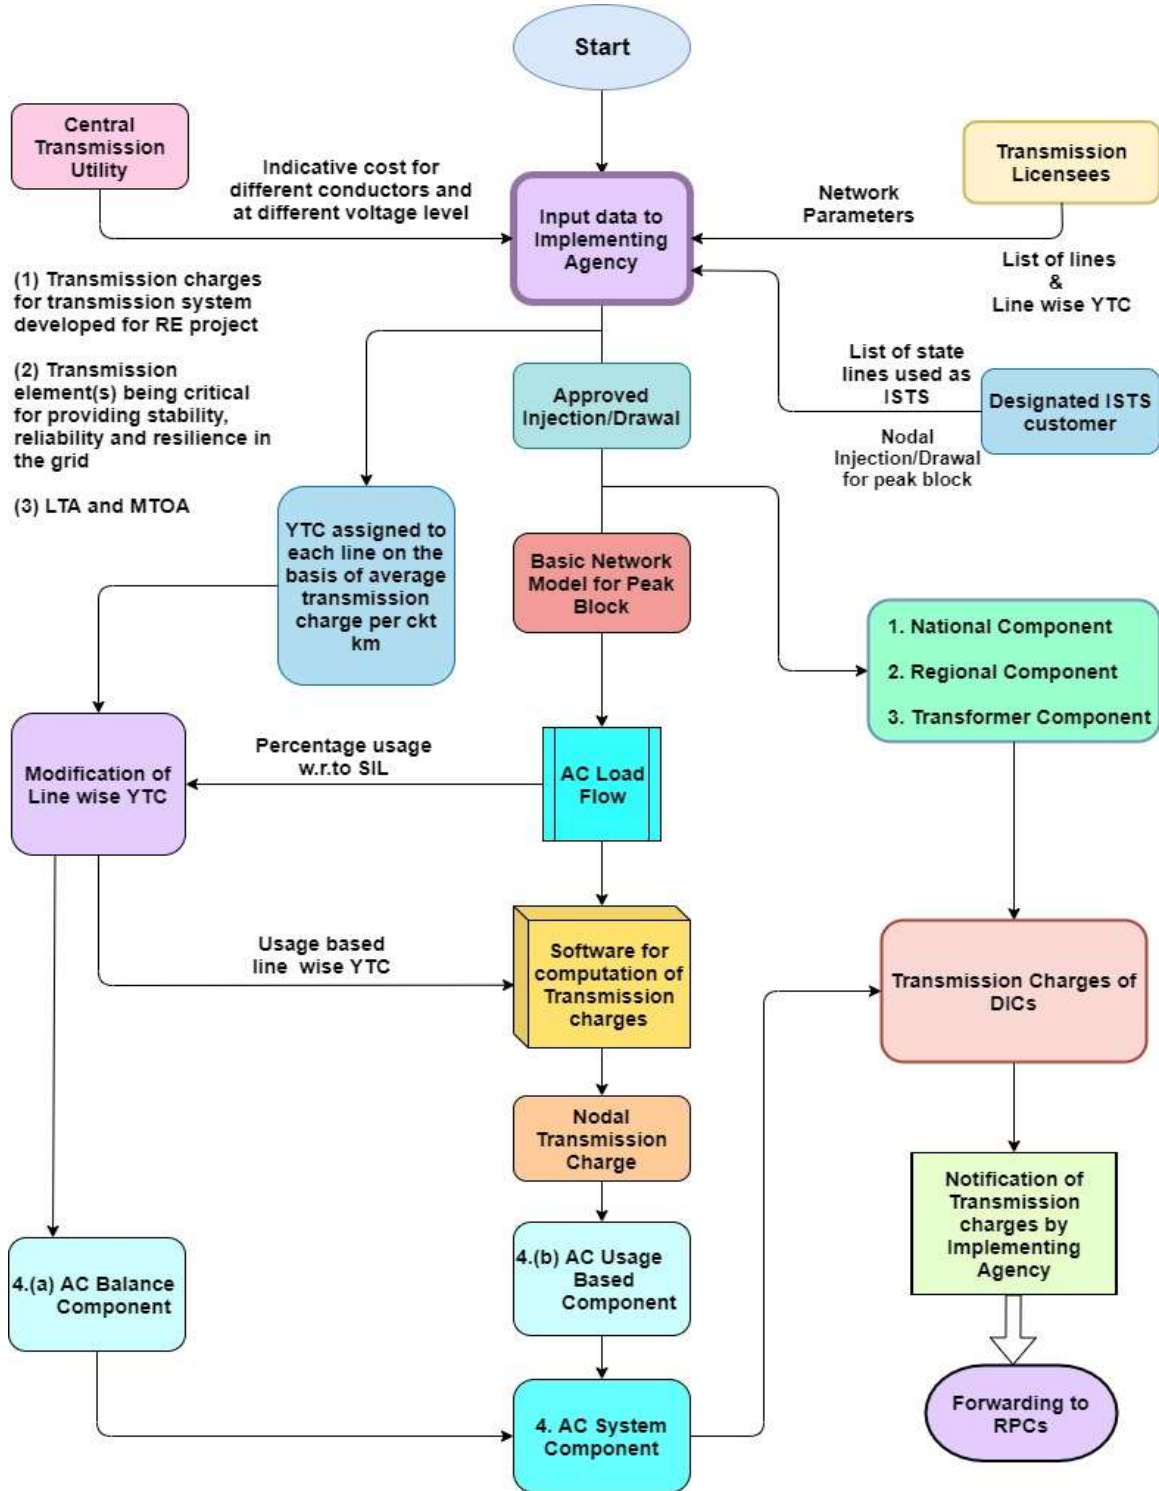 Start
Central
Transmission
Utility
Indicative cost for
different conductors and
at different voltage level
Input data to
Implementing
Agency
Network
Parameters
Transmission
Licensees
List of lines
&
Line wise YTC
(1) Transmission charges
for transmission system
developed for RE project
(2) Transmission
element(s) being critical
for providing stability,
reliability and resilience in
the grid
(3) LTA and MTOA
List of state
lines used as
ISTS
Designated ISTS
customer
Nodal
Injection/Drawal
for peak block
Approved
Injection/Drawal
YTC assigned to
each line on the
basis of average
transmission
charge per ckt
km
Basic Network
Model for Peak
Block
1. National Component
2. Regional Component
3. Transformer Component
Modification of
Line wise YTC
Percentage usage
w.r.to SIL
AC Load
Flow
Usage based
line wise YTC
Software for
computation of
Transmission
charges
Transmission Charges of
DICs
Nodal
Transmission
Charge
Notification of
Transmission
charges by
Implementing
Agency
4.(a) AC Balance
Component
4.(b) AC Usage
Based
Component
4. AC System
Component
Forwarding to
RPCs